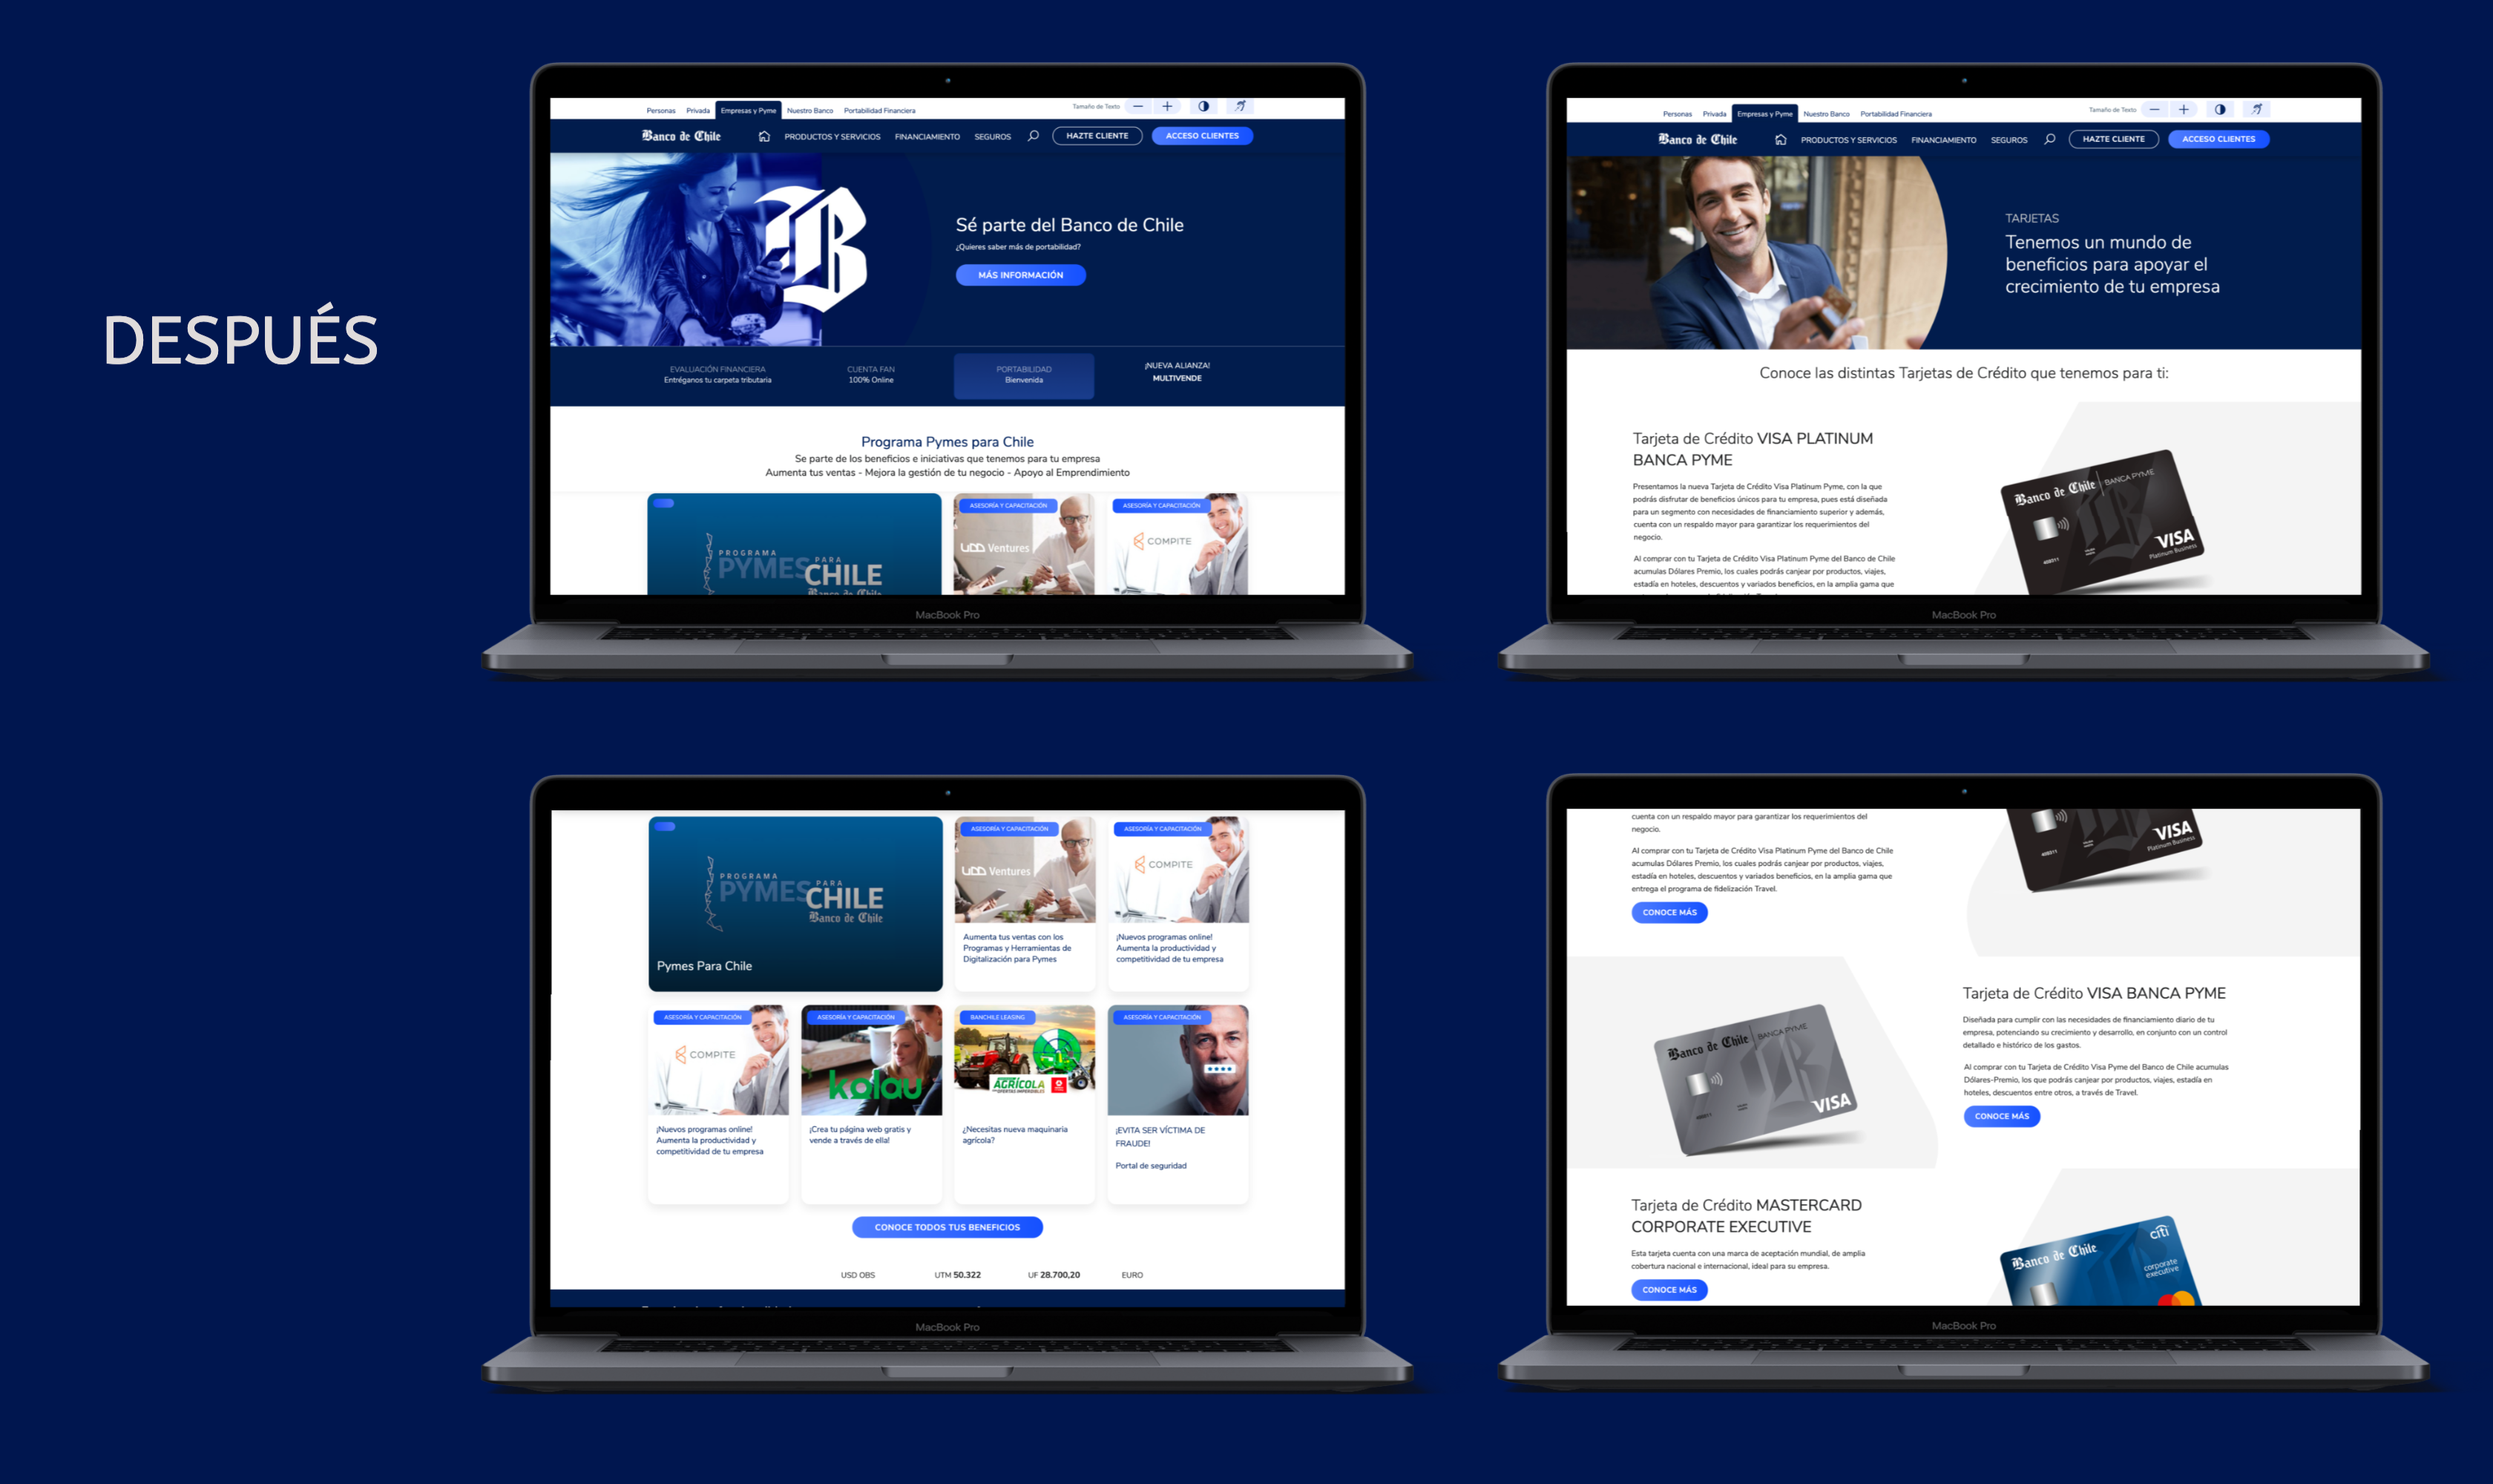 DESPUÉS
Personas Privada Empresas y Pyme Nuestro Banco Portabilidad Financiera Tamaño de Texto
Banco de Chile PRODUCTOS Y SERVICIOS FINANCIAMIENTO SEGUROS HAZTE CLIENTE ACCESO CLIENTES
Sé parte del Banco de Chile
¿Quieres saber más de portabilidad?
MÁS INFORMACIÓN
EVALUACIÓN FINANCIERA
Entréganos tu carpeta tributaria
CUENTA FAN
100% Online
PORTABILIDAD
Bienvenida
¡NUEVA ALIANZA!
MULTIVENDE
Programa Pymes para Chile
Se parte de los beneficios e iniciativas que tenemos para tu empresa
Aumenta tus ventas - Mejora la gestión de tu negocio - Apoyo al Emprendimiento
PROGRAMA
PYMES PARA
CHILE
Banco de Chile
ASESORÍA Y CAPACITACIÓN
UDD Ventures
ASESORÍA Y CAPACITACIÓN
COMPITE
MacBook Pro
Personas Privada Empresas y Pyme Nuestro Banco Portabilidad Financiera Tamaño de Texto
Banco de Chile PRODUCTOS Y SERVICIOS FINANCIAMIENTO SEGUROS HAZTE CLIENTE ACCESO CLIENTES
TARJETAS
Tenemos un mundo de
beneficios para apoyar el
crecimiento de tu empresa
Conoce las distintas Tarjetas de Crédito que tenemos para ti:
Tarjeta de Crédito VISA PLATINUM
BANCA PYME
Presentamos la nueva Tarjeta de Crédito Visa Platinum Pyme, con la que
podrás disfrutar de beneficios únicos para tu empresa, pues está diseñada
para un segmento con necesidades de financiamiento superior y además,
cuenta con un respaldo mayor para garantizar los requerimientos del
negocio.
Al comprar con tu Tarjeta de Crédito Visa Platinum Pyme del Banco de Chile
acumulas Dólares Premio, los cuales podrás canjear por productos, viajes,
estadía en hoteles, descuentos y variados beneficios, en la amplia gama que
Banco de Chile BANCA PYME
VISA
Platinum Business
MacBook Pro
PROGRAMA
PYMES PARA
CHILE
Banco de Chile
Pymes Para Chile
ASESORÍA Y CAPACITACIÓN
UDD Ventures
Aumenta tus ventas con los
Programas y Herramientas de
Digitalización para Pymes
ASESORÍA Y CAPACITACIÓN
COMPITE
¡Nuevos programas online!
Aumenta la productividad y
competitividad de tu empresa
ASESORÍA Y CAPACITACIÓN
COMPITE
¡Nuevos programas online!
Aumenta la productividad y
competitividad de tu empresa
ASESORÍA Y CAPACITACIÓN
kolau
¡Crea tu página web gratis y
vende a través de ella!
BANCHILE LEASING
AGRÍCOLA
¿Necesitas nueva maquinaria
agrícola?
ASESORÍA Y CAPACITACIÓN
¡EVITA SER VÍCTIMA DE
FRAUDE!
Portal de seguridad
CONOCE TODOS TUS BENEFICIOS
USD OBS UTM 50.322 UF 28.700,20 EURO
MacBook Pro
cuenta con un respaldo mayor para garantizar los requerimientos del
negocio.
Al comprar con tu Tarjeta de Crédito Visa Platinum Pyme del Banco de Chile
acumulas Dólares Premio, los cuales podrás canjear por productos, viajes,
estadía en hoteles, descuentos y variados beneficios, en la amplia gama que
entrega el programa de fidelización Travel.
CONOCE MÁS
VISA
Platinum Business
Banco de Chile BANCA PYME
VISA
Tarjeta de Crédito VISA BANCA PYME
Diseñada para cumplir con las necesidades de financiamiento diario de tu
empresa, potenciando su crecimiento y desarrollo, en conjunto con un control
detallado e histórico de los gastos.
Al comprar con tu Tarjeta de Crédito Visa Pyme del Banco de Chile acumulas
Dólares-Premio, los que podrás canjear por productos, viajes, estadía en
hoteles, descuentos entre otros, a través de Travel.
CONOCE MÁS
Tarjeta de Crédito MASTERCARD
CORPORATE EXECUTIVE
Esta tarjeta cuenta con una marca de aceptación mundial, de amplia
cobertura nacional e internacional, ideal para su empresa.
CONOCE MÁS
Banco de Chile
citi
corporate
executive
MacBook Pro